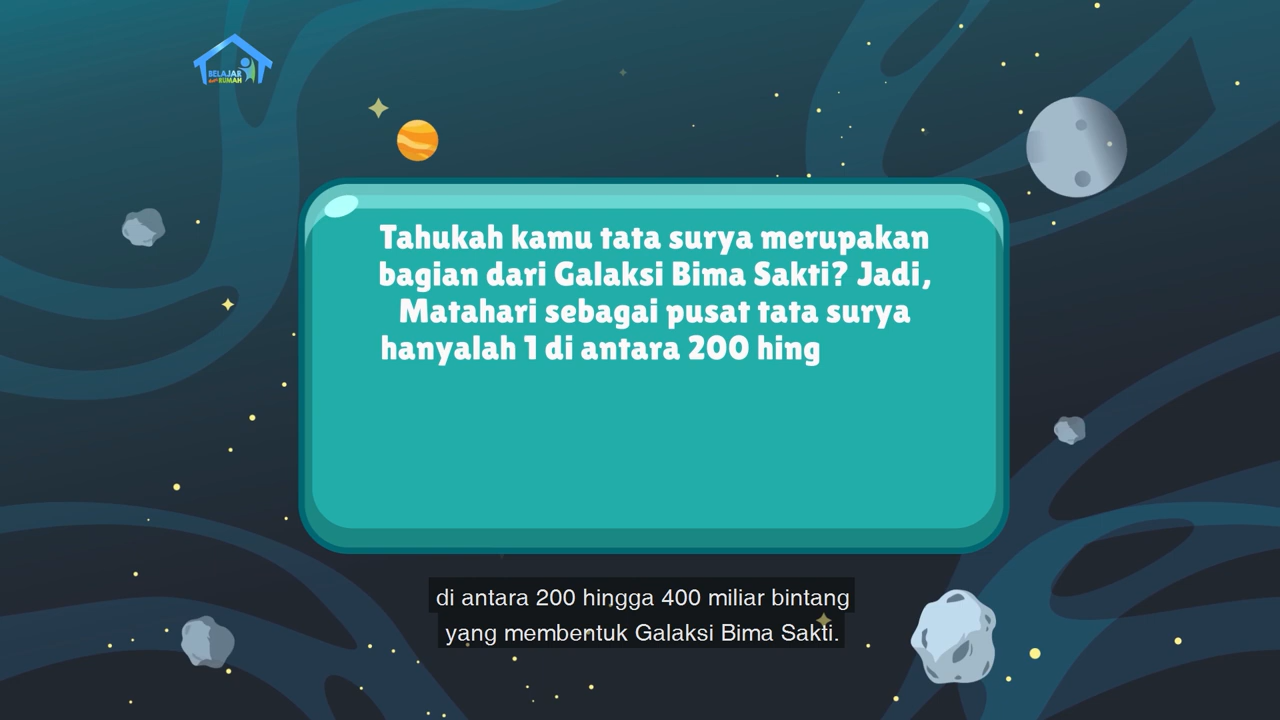 BELAJAR
dari RUMAH
Tahukah kamu tata surya merupakan
bagian dari Galaksi Bima Sakti? Jadi,
Matahari sebagai pusat tata surya
hanyalah 1 di antara 200 hing
di antara 200 hingga 400 miliar bintang
yang membentuk Galaksi Bima Sakti.